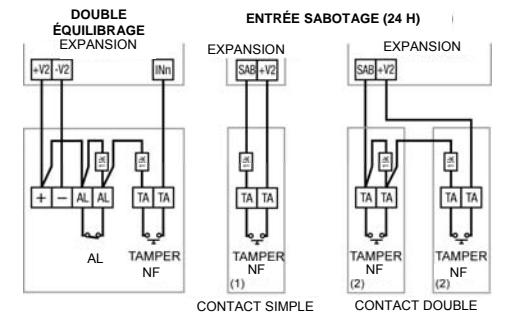 DOUBLE
ÉQUILIBRAGE
EXPANSION
+V2 -V2 INn
+ – AL AL TA TA
AL
TAMPER
NF
ENTRÉE SABOTAGE (24 H)
EXPANSION
SAB +V2
TA TA
TAMPER
NF
(1)
CONTACT SIMPLE
EXPANSION
SAB +V2
TA TA TA TA
TAMPER
NF
(2)
TAMPER
NF
(2)
CONTACT DOUBLE